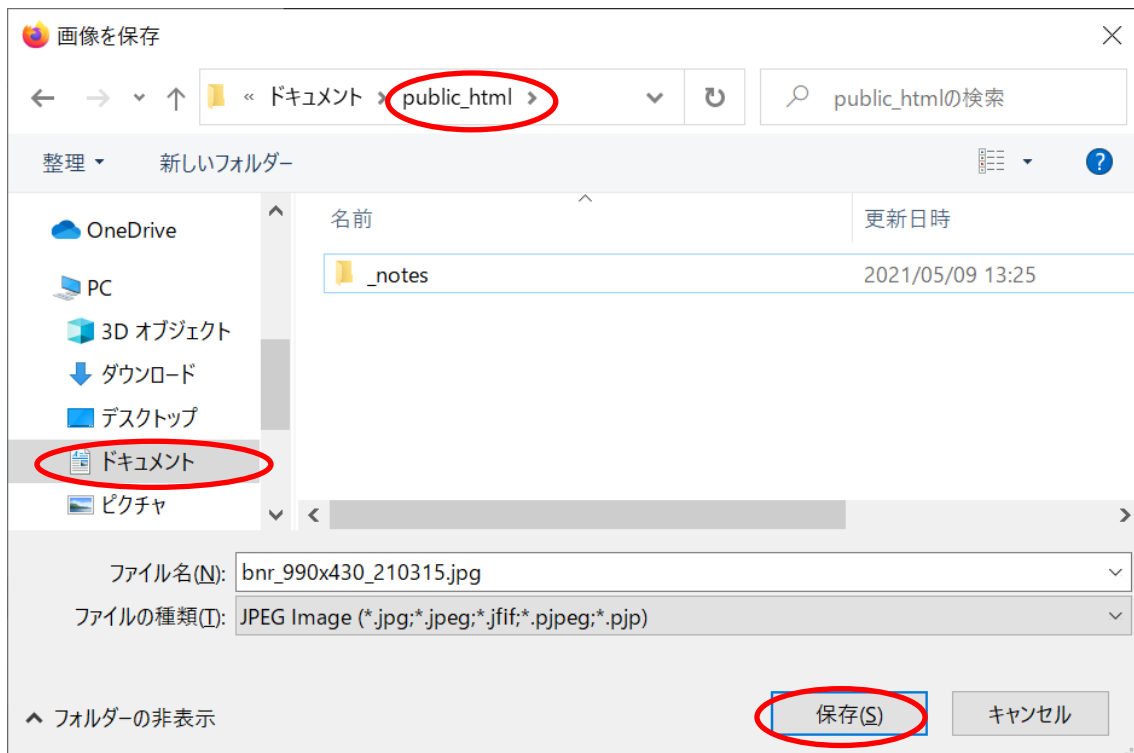 画像を保存
« ドキュメント › public_html ›
public_htmlの検索
整理
新しいフォルダー
?
OneDrive
PC
3D オブジェクト
ダウンロード
デスクトップ
ドキュメント
ピクチャ
名前 更新日時
_notes 2021/05/09 13:25
ファイル名(N): bnr_990x430_210315.jpg
ファイルの種類(T): JPEG Image (*.jpg;*.jpeg;*.jfif;*.pjpeg;*.pjp)
フォルダーの非表示
保存(S) キャンセル